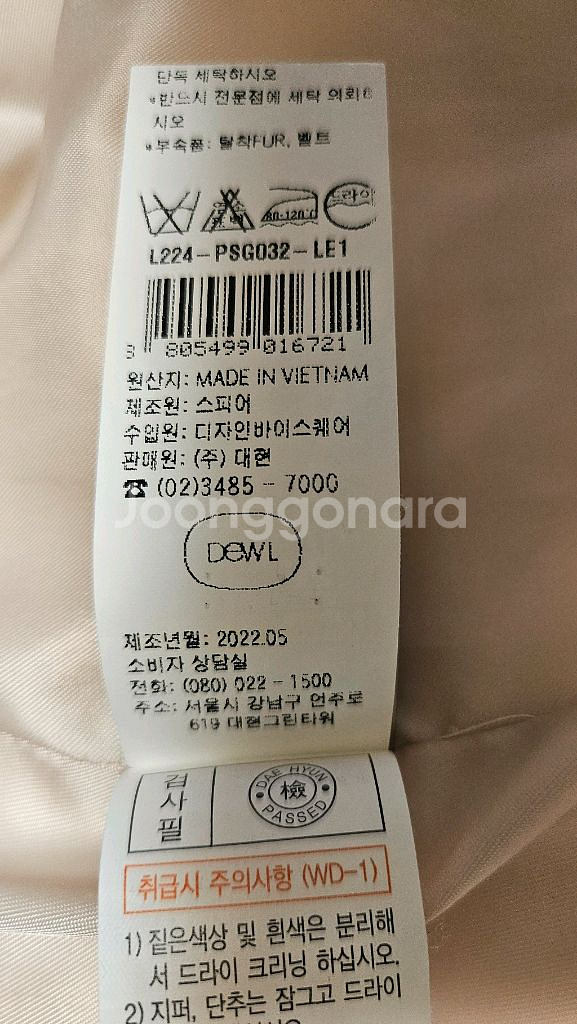 단독 세탁하시오
*반드시 전문점에 세탁 의뢰하
시오
*부속품: 탈착FUR, 벨트
80-120℃ 드라이
L224-PSG032-LE1
8 805499 016721
원산지: MADE IN VIETNAM
제조원: 스피어
수입원: 디자인바이스퀘어
판매원: (주) 대현
☎ (02)3485 - 7000
Joonggonara
DEWL
제조년월: 2022.05
소비자 상담실
전화: (080) 022 - 1500
주소: 서울시 강남구 언주로
619 대현그린타워
검사필
DAE HYUN
檢
PASSED
취급시 주의사항 (WD-1)
1) 짙은색상 및 흰색은 분리해
서 드라이 크리닝 하십시오.
2) 지퍼, 단추는 잠그고 드라이